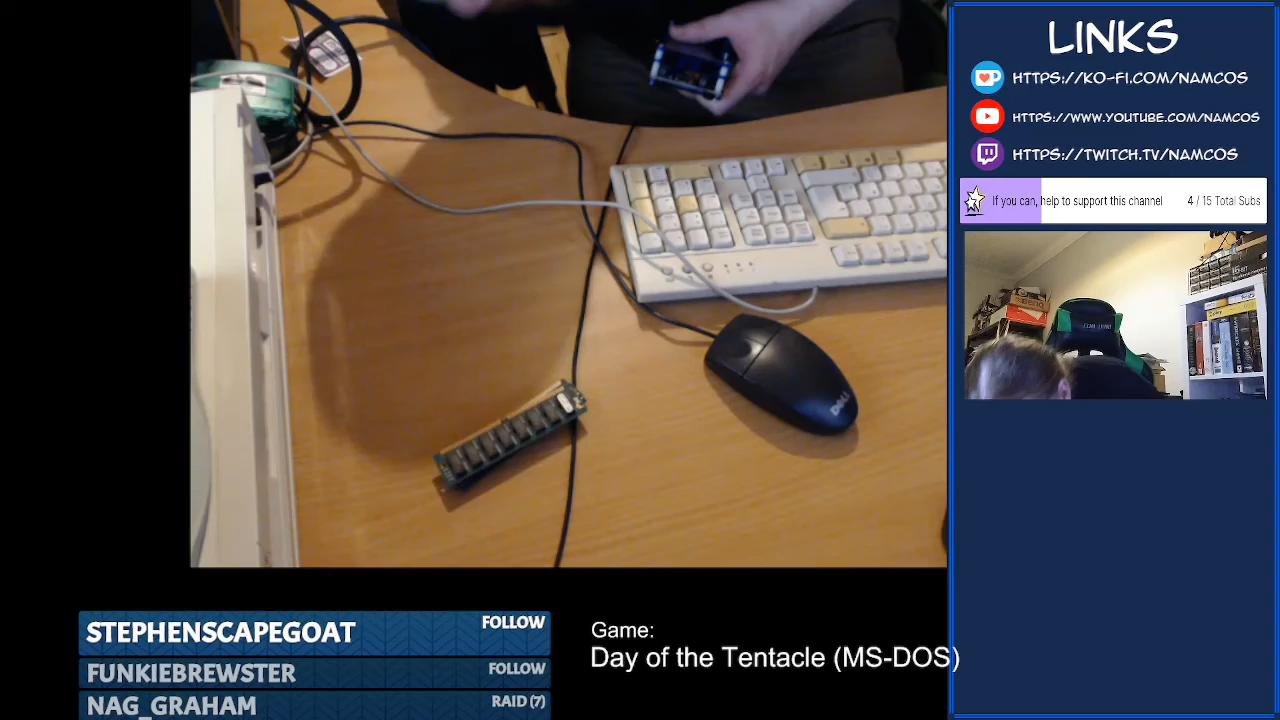 LINKS
HTTPS://KO-FI.COM/NAMCOS
HTTPS://WWW.YOUTUBE.COM/NAMCOS
HTTPS://TWITCH.TV/NAMCOS
If you can, help to support this channel 4 / 15 Total Subs
DELL
STEPHENSCAPEGOAT FOLLOW
FUNKIEBREWSTER FOLLOW
NAG_GRAHAM RAID (7)
Game:
Day of the Tentacle (MS-DOS)